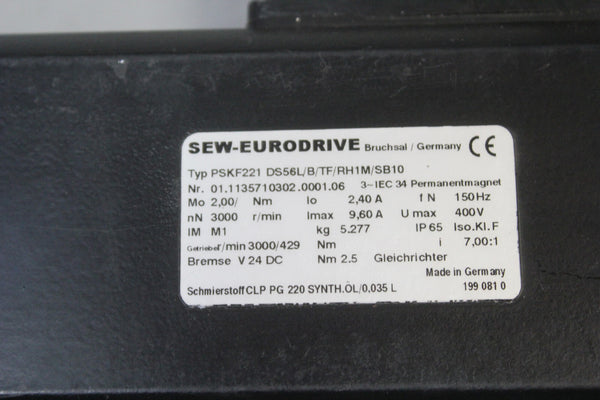 SEW-EURODRIVE Bruchsal / Germany CE
Typ PSKF221 DS56L/B/TF/RH1M/SB10
Nr. 01.1135710302.0001.06 3~IEC 34 Permanentmagnet
Mo 2,00/ Nm Io 2,40 A f N 150Hz
nN 3000 r/min Imax 9,60 A U max 400V
IM M1 kg 5.277 IP 65 Iso.Kl.F
Getriebe r/min 3000/429 Nm i 7,00:1
Bremse V 24 DC Nm 2.5 Gleichrichter
Made in Germany
Schmierstoff CLP PG 220 SYNTH.ÖL/0,035 L 199 081 0